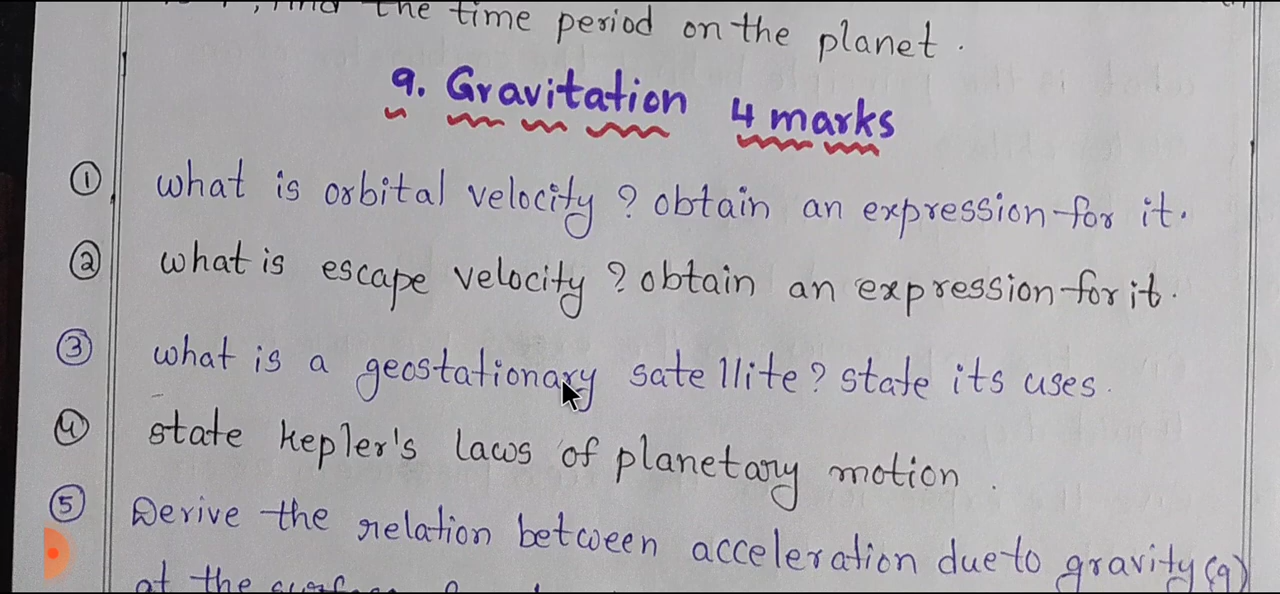 the time period on the planet.
9. Gravitation 4 marks
① what is orbital velocity ? obtain an expression for it.
② what is escape velocity ? obtain an expression for it.
③ what is a geostationary satellite? state its uses.
④ state kepler's laws of planetary motion.
⑤ Derive the relation between acceleration due to gravity (g)
at the